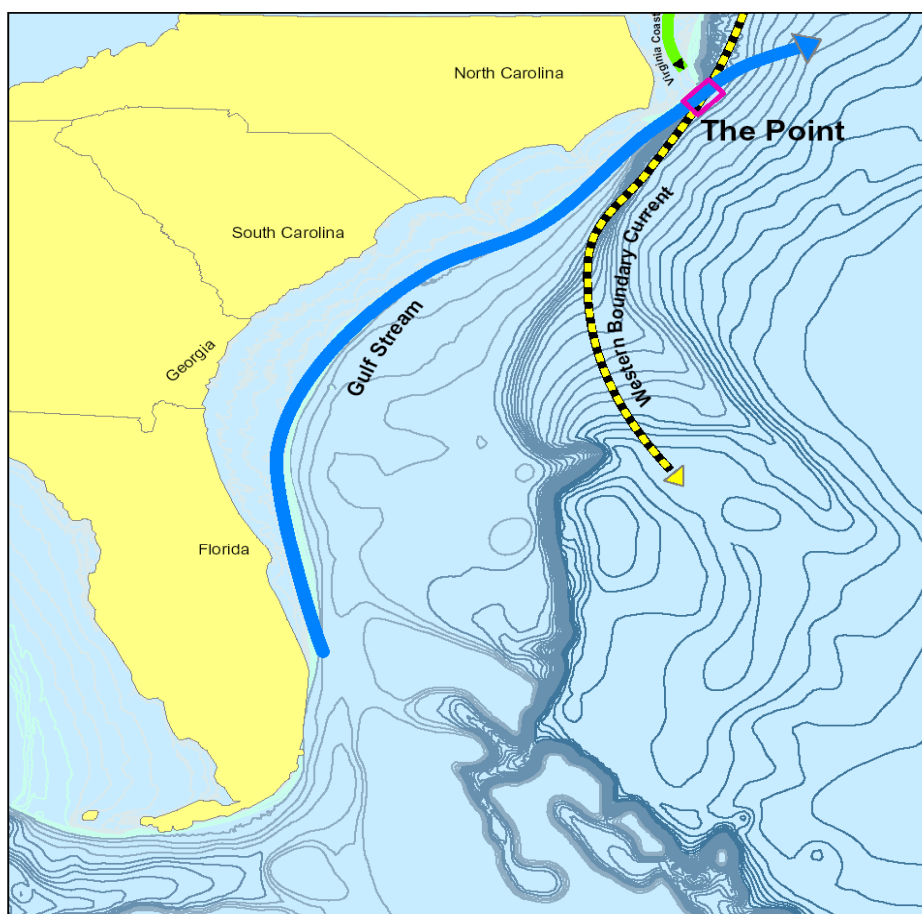 Virginia Coast
North Carolina
The Point
South Carolina
Western Boundary Current
Gulf Stream
Georgia
Florida